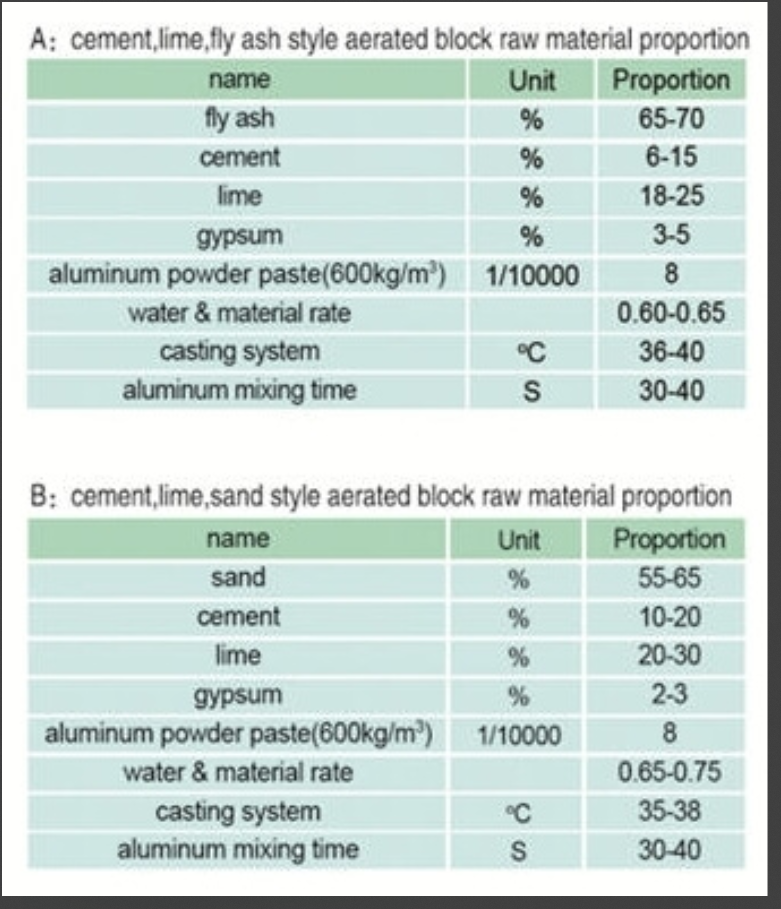 A: cement,lime,fly ash style aerated block raw material proportion
name Unit Proportion
fly ash % 65-70
cement % 6-15
lime % 18-25
gypsum % 3-5
aluminum powder paste(600kg/m³) 1/10000 8
water & material rate 0.60-0.65
casting system ºC 36-40
aluminum mixing time S 30-40
B: cement,lime,sand style aerated block raw material proportion
name Unit Proportion
sand % 55-65
cement % 10-20
lime % 20-30
gypsum % 2-3
aluminum powder paste(600kg/m³) 1/10000 8
water & material rate 0.65-0.75
casting system ºC 35-38
aluminum mixing time S 30-40